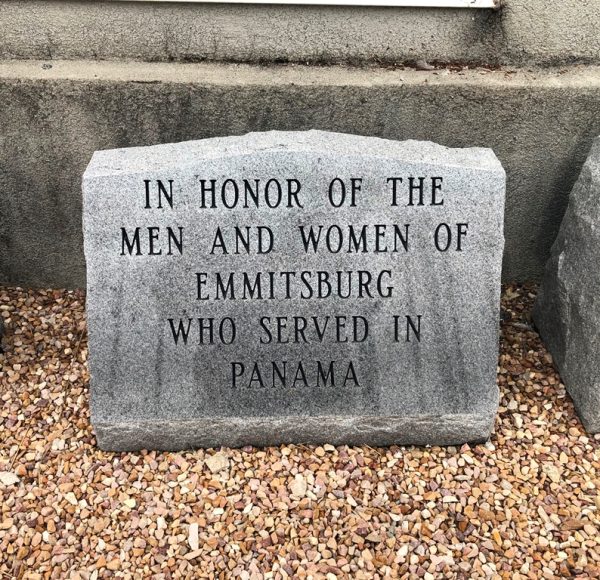 IN HONOR OF THE
MEN AND WOMEN OF
EMMITSBURG
WHO SERVED IN
PANAMA